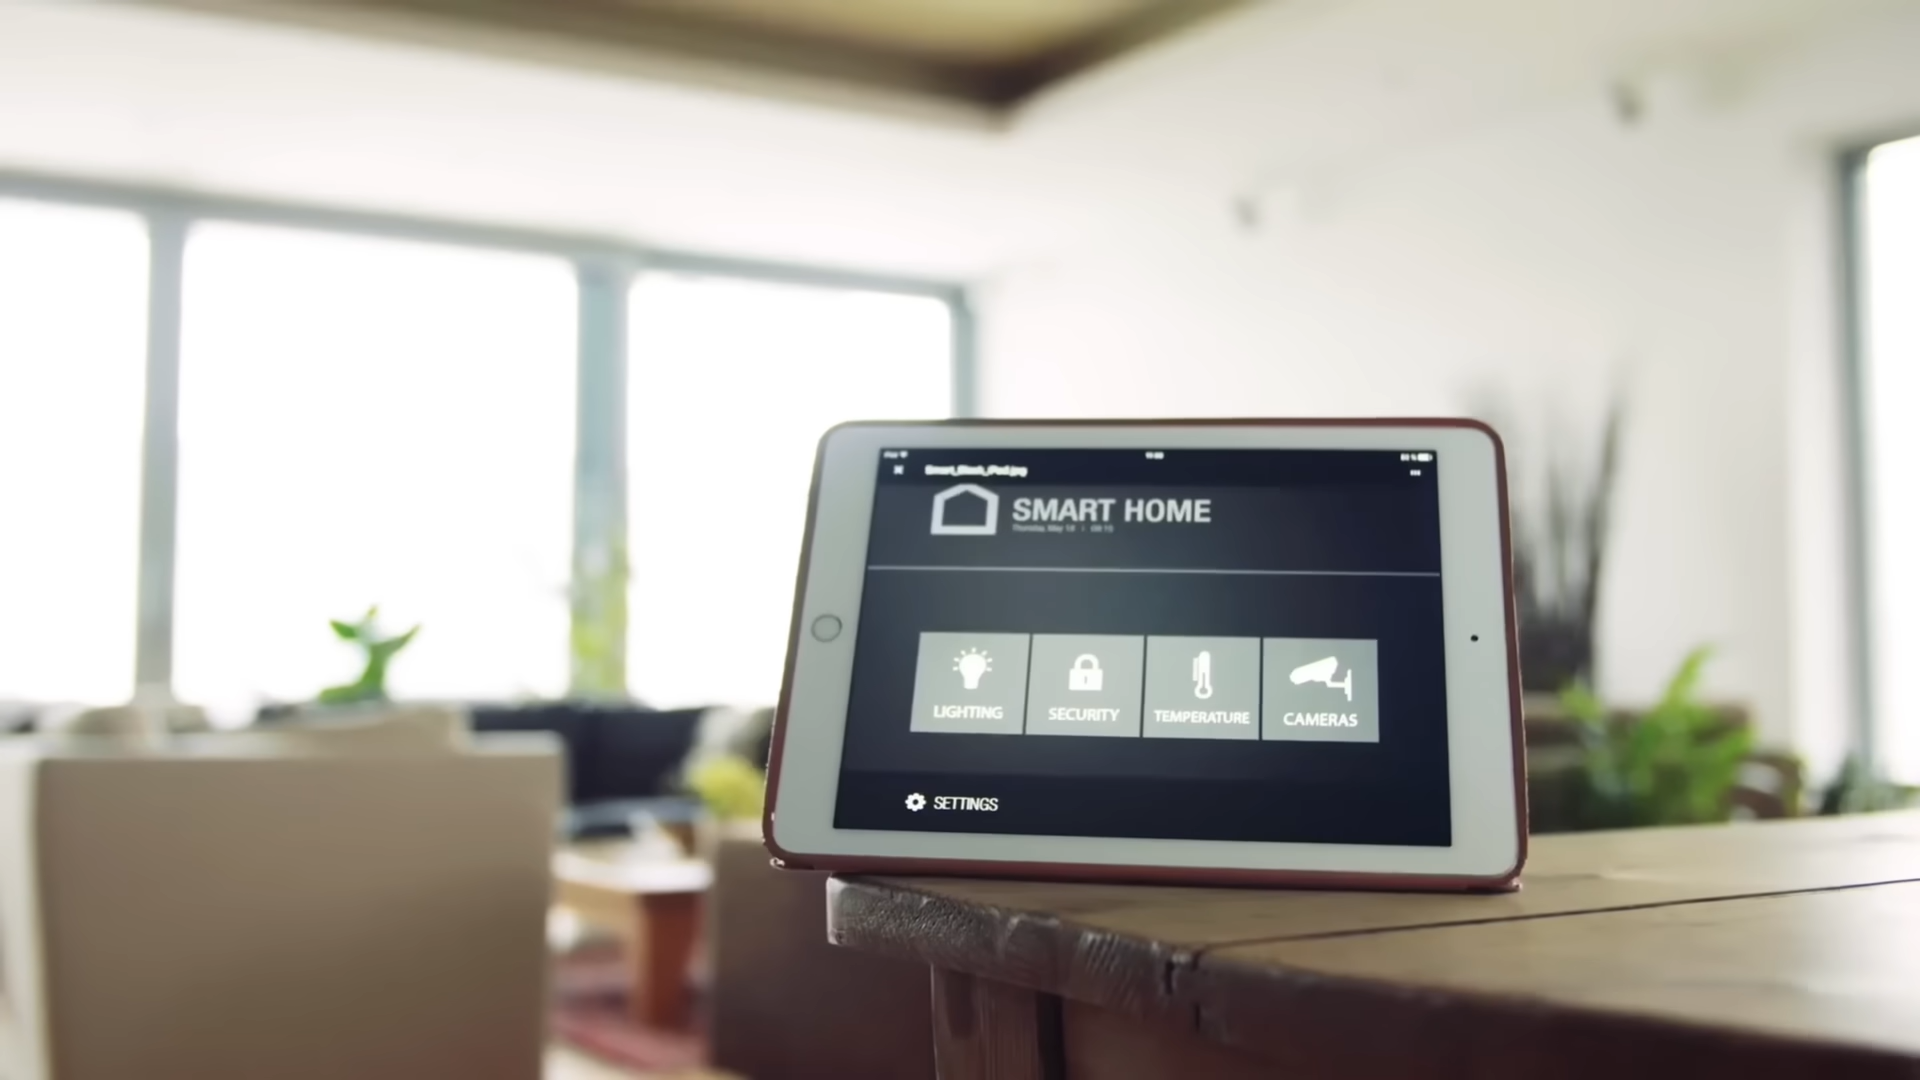 SMART HOME
LIGHTING
SECURITY
TEMPERATURE
CAMERAS
SETTINGS